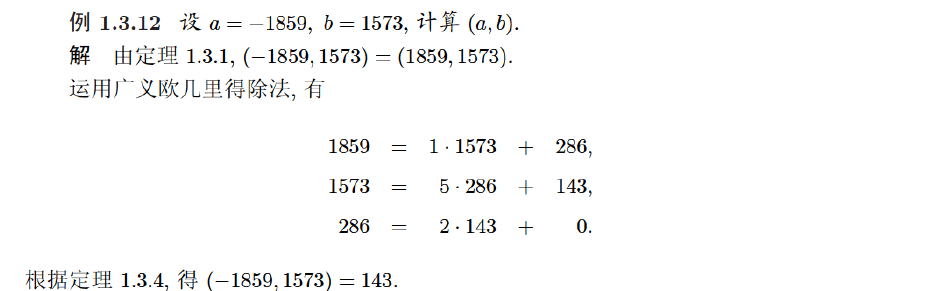 例 1.3.12 设 a = −1859, b = 1573, 计算 (a, b).
解 由定理 1.3.1, (−1859, 1573) = (1859, 1573).
运用广义欧几里得除法, 有
1859 = 1 · 1573 + 286,
1573 = 5 · 286 + 143,
286 = 2 · 143 + 0.
根据定理 1.3.4, 得 (−1859, 1573) = 143.